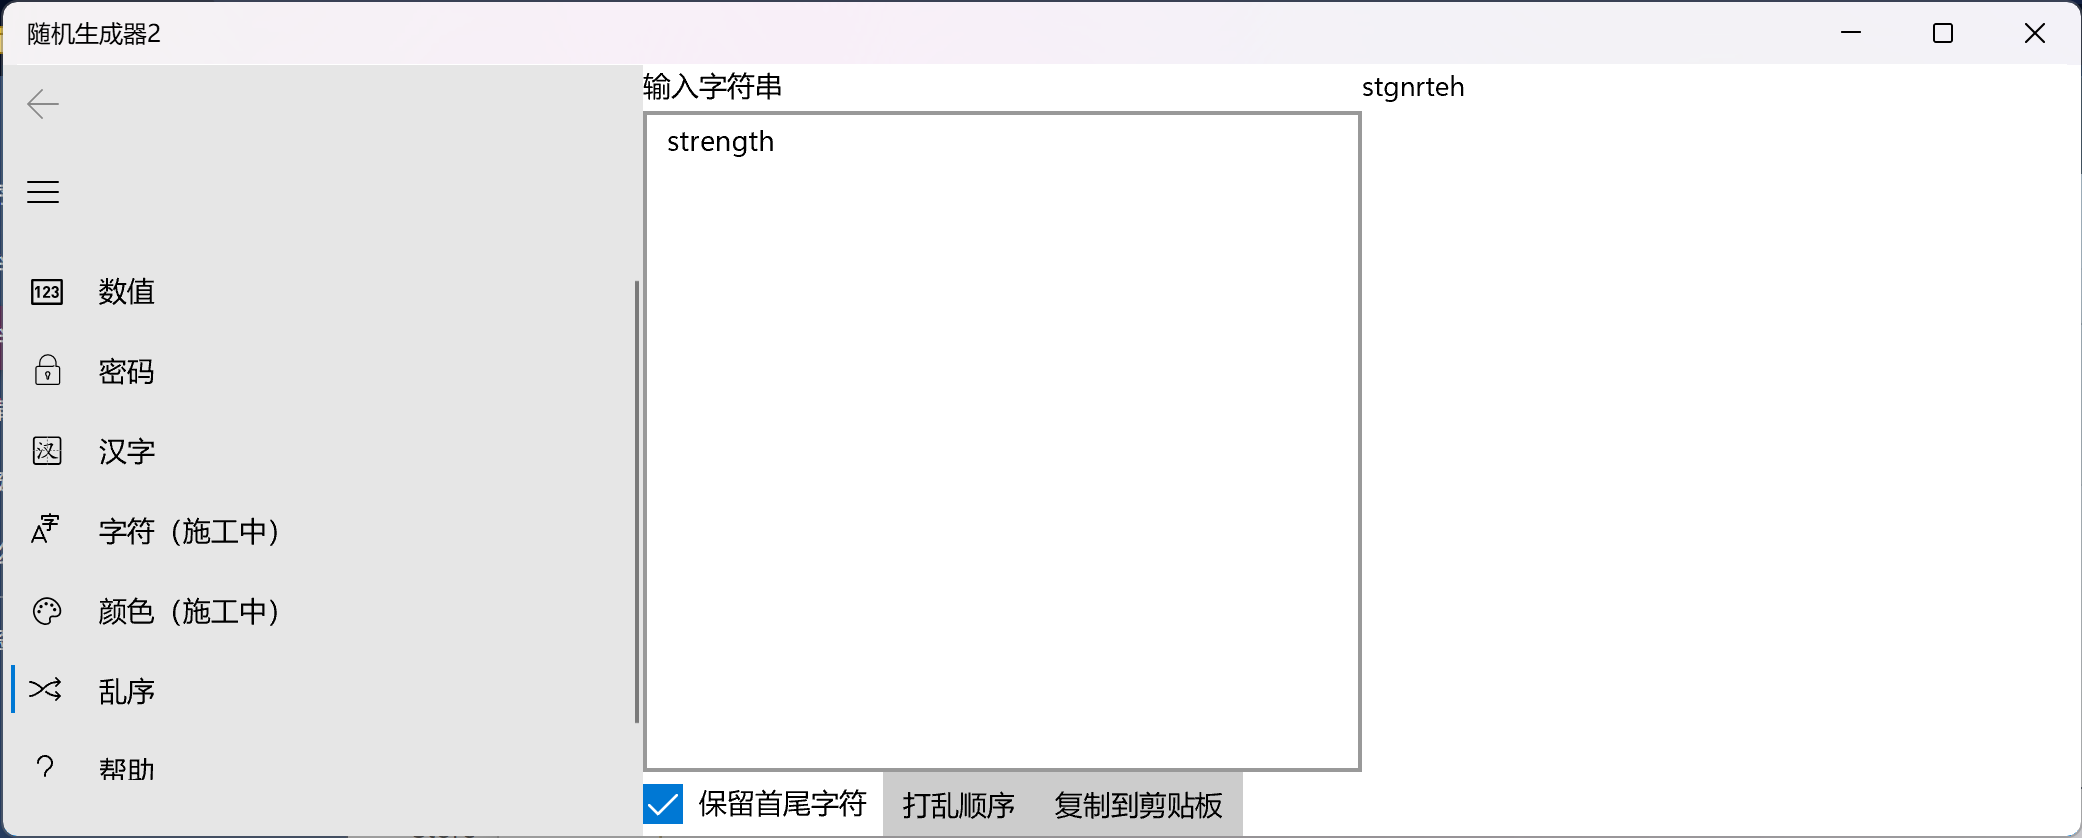 随机生成器2
数值
密码
汉字
字符（施工中）
颜色（施工中）
乱序
帮助
输入字符串
strength
保留首尾字符
打乱顺序
复制到剪贴板
stgnrteh